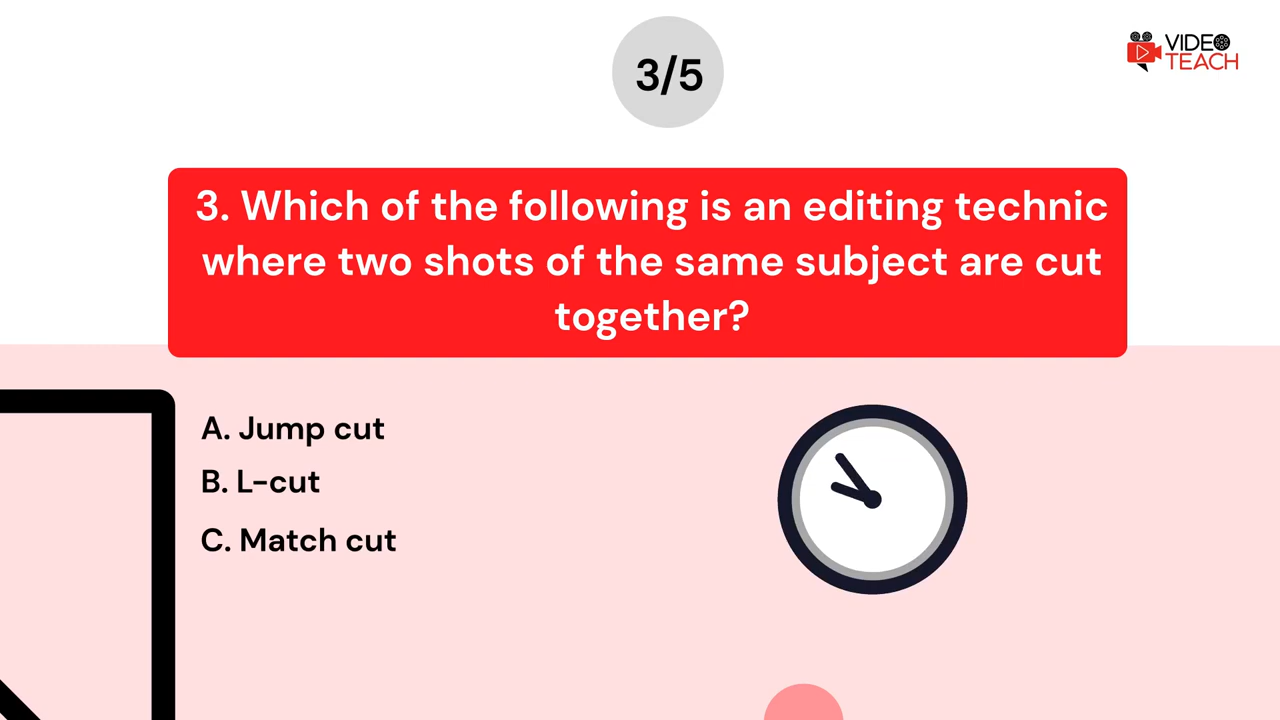 3/5
VIDEO
TEACH
3. Which of the following is an editing technic
where two shots of the same subject are cut
together?
A. Jump cut
B. L-cut
C. Match cut